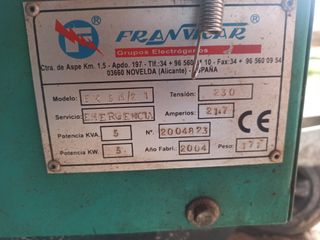 FRANMAR
Grupos Electrógenos
Ctra. de Aspe Km. 1,5 - Apdo. 197 - Tlf.:34 + 96 560 10 - Fax:34 + 96 560 09 54
03660 NOVELDA (Alicante) - ESPAÑA
Modelo: Tensión: 230
Servicio: EMERGENCIA Amperios: 21.7
Potencia KVA. 5 Nº. 2004823 CE
Potencia KW. 5 Año Fabri. 2004 Peso: 177